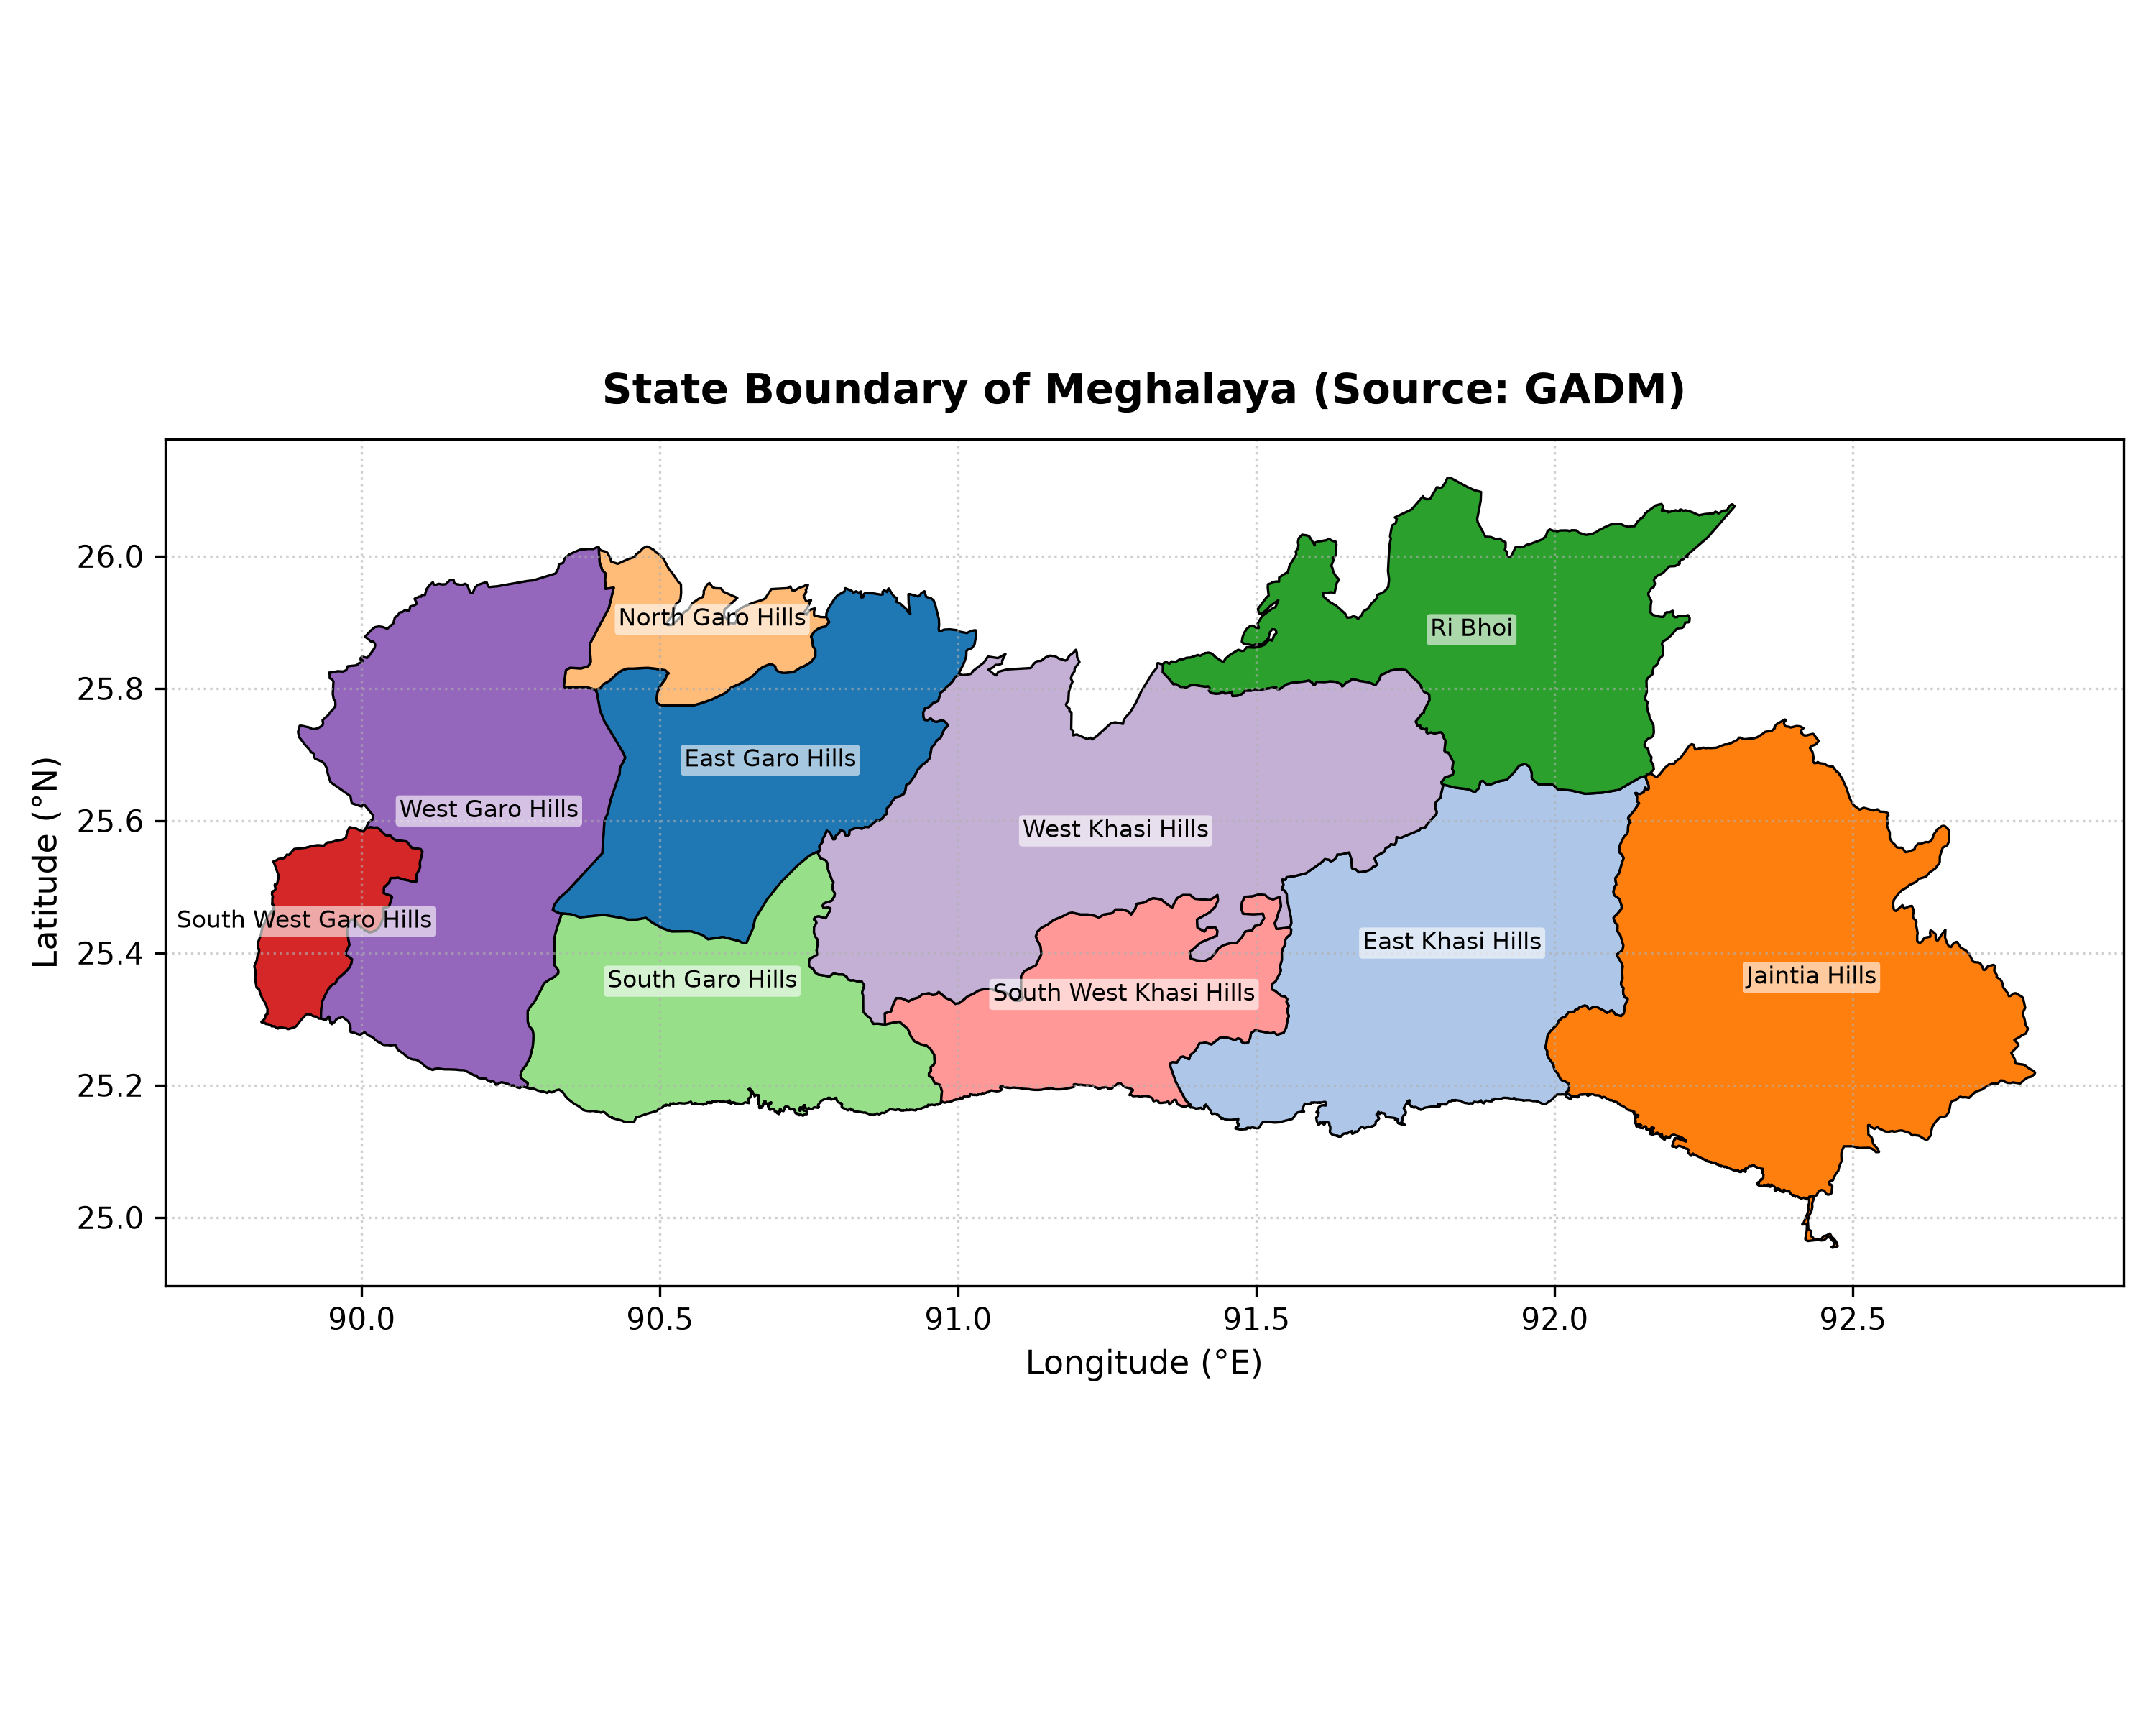 State Boundary of Meghalaya (Source: GADM)
26.0
25.8
25.6
25.4
25.2
25.0
Latitude (°N)
North Garo Hills
Ri Bhoi
East Garo Hills
West Garo Hills
West Khasi Hills
South West Garo Hills
East Khasi Hills
South Garo Hills
Jaintia Hills
South West Khasi Hills
90.0 90.5 91.0 91.5 92.0 92.5
Longitude (°E)